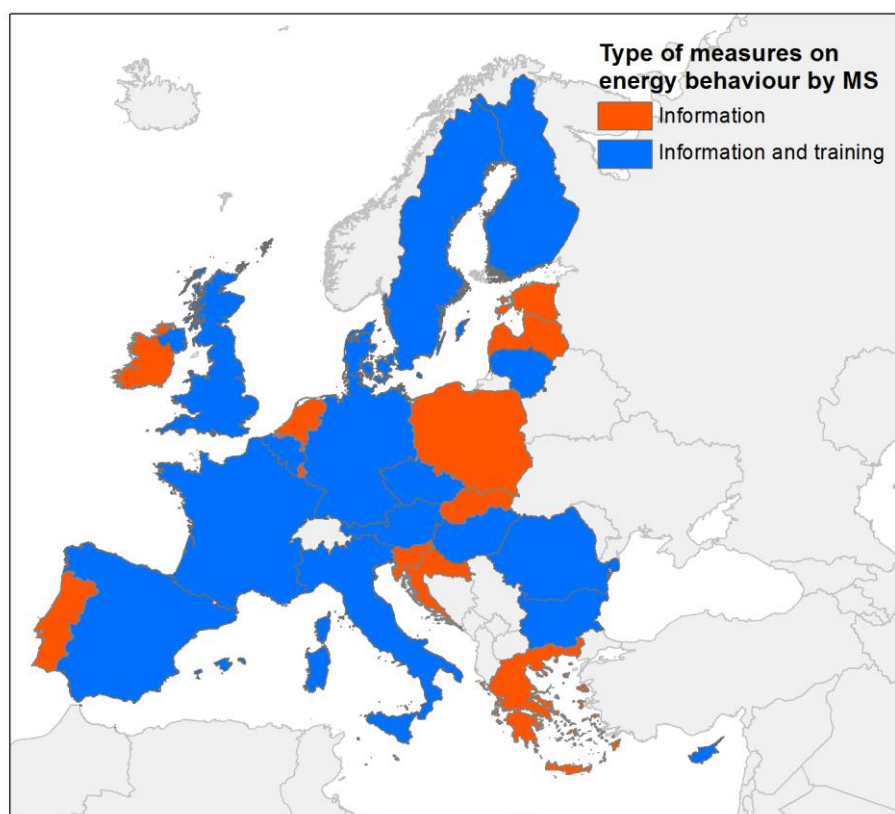 Type of measures on
energy behaviour by MS
Information
Information and training